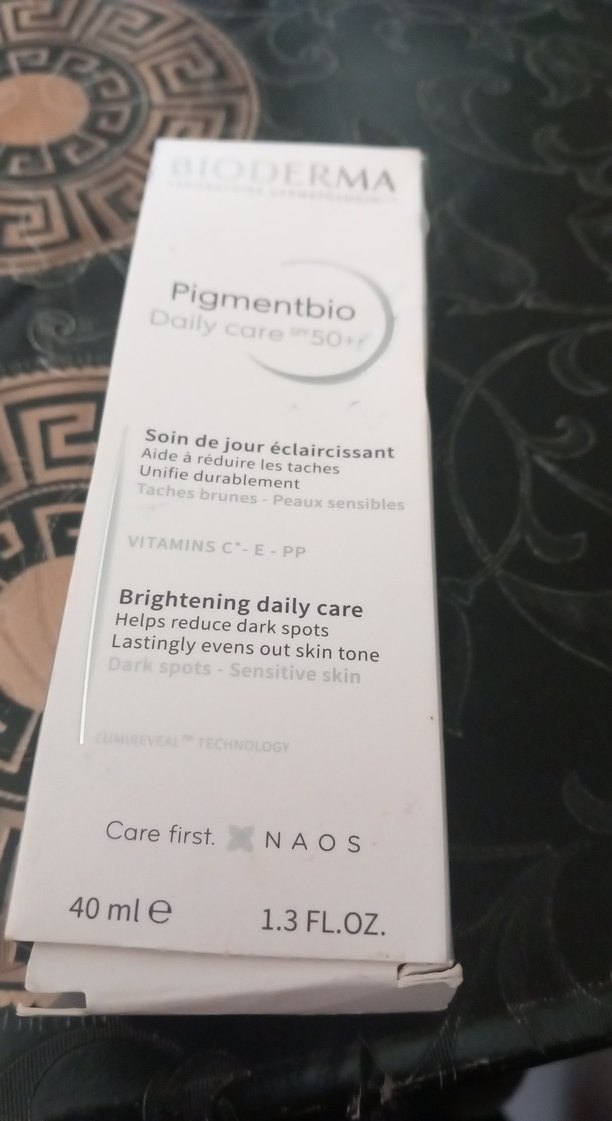 BIODERMA
LABORATOIRE DERMATOLOGIQUE
Pigmentbio
Daily care SPF50+
Soin de jour éclaircissant
Aide à réduire les taches
Unifie durablement
Taches brunes - Peaux sensibles
VITAMINS C*- E - PP
Brightening daily care
Helps reduce dark spots
Lastingly evens out skin tone
Dark spots - Sensitive skin
LUMIREVEAL™ TECHNOLOGY
Care first. NAOS
40 ml e 1.3 FL.OZ.